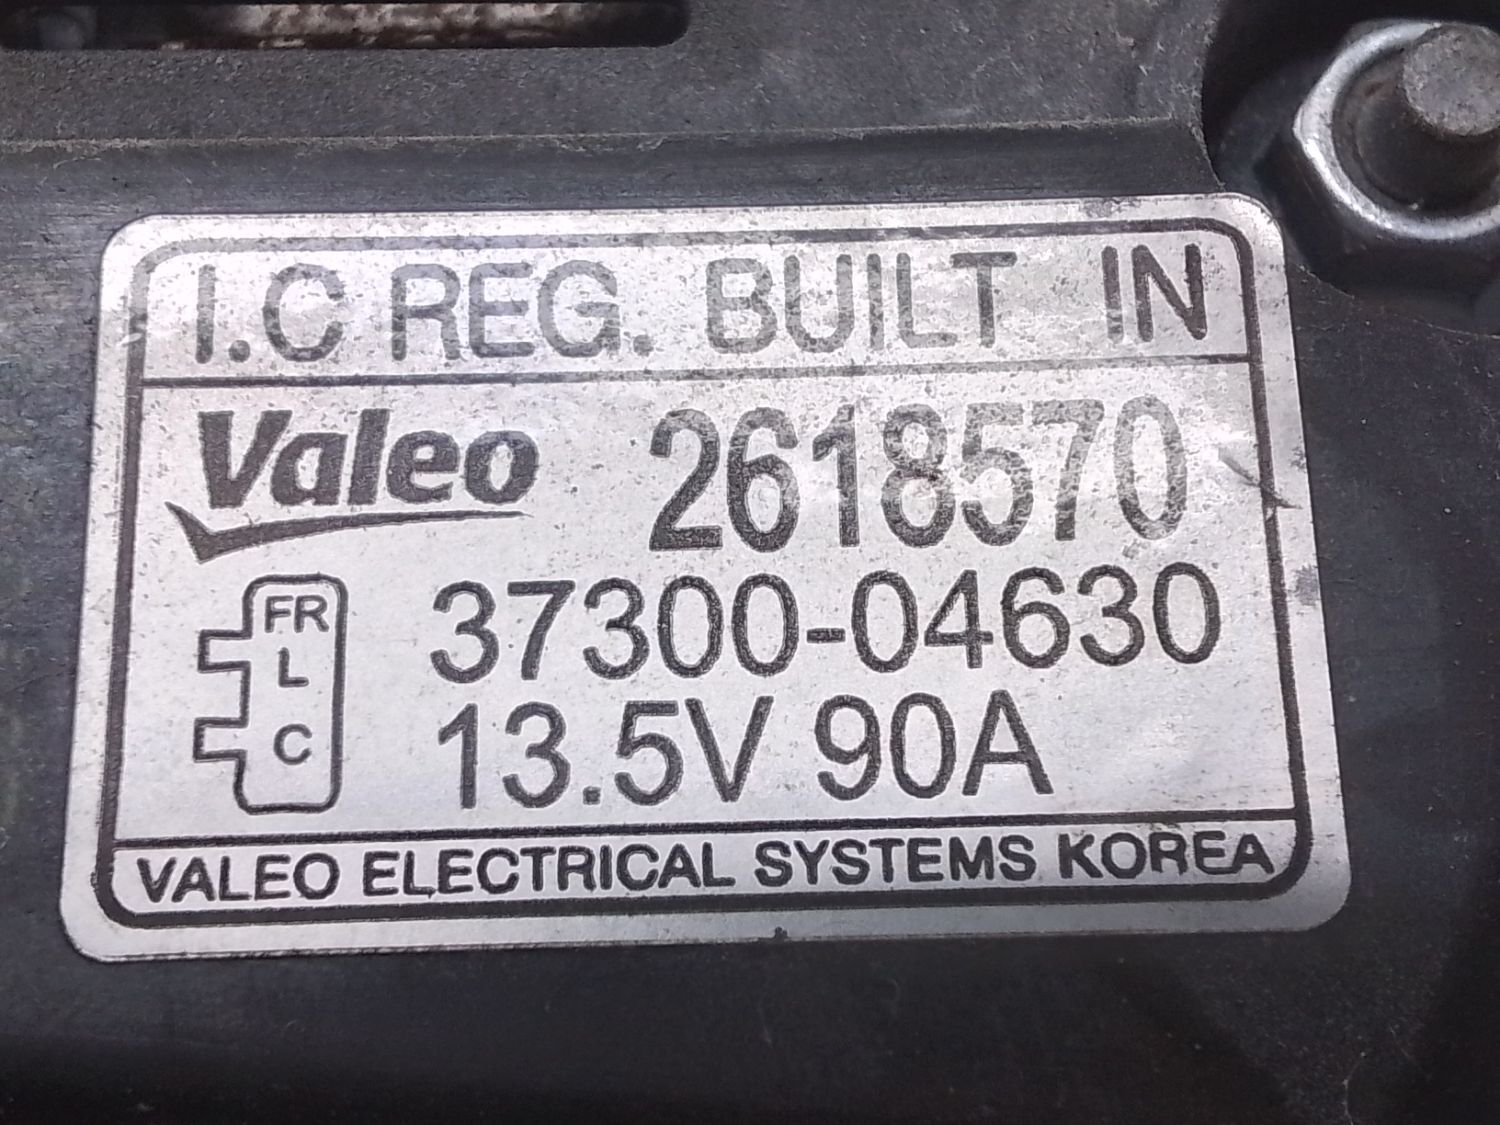 I.C REG. BUILT IN
Valeo 2618570
FR
L
C
37300-04630
13.5V 90A
VALEO ELECTRICAL SYSTEMS KOREA